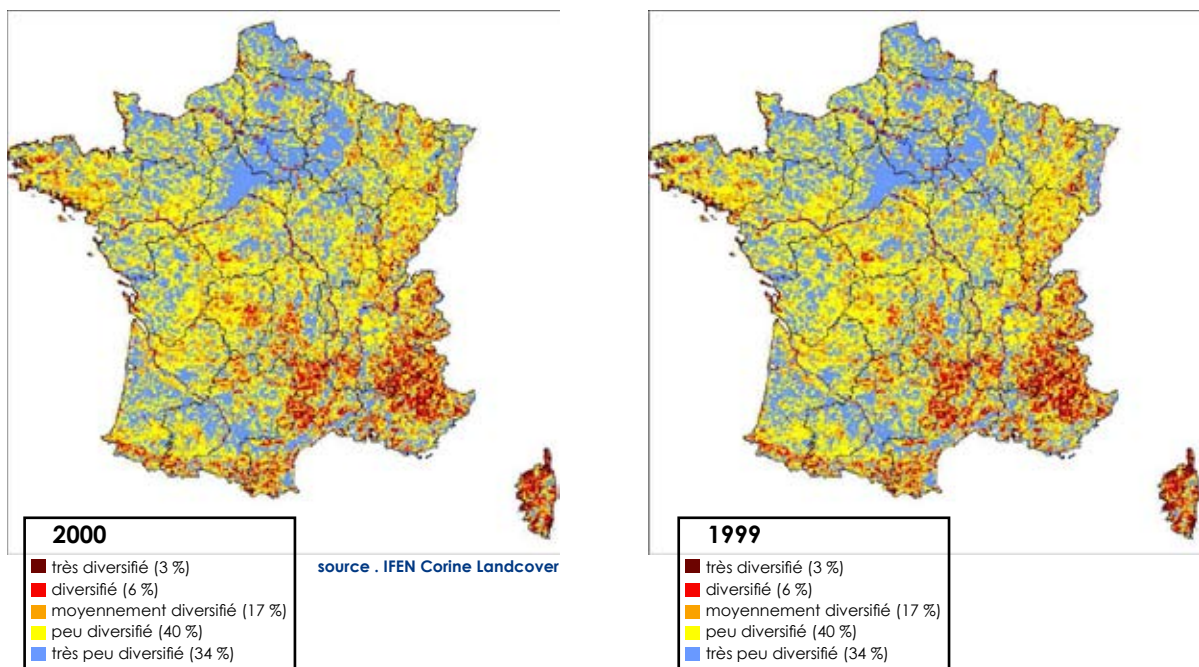 2000
très diversifié (3 %)
diversifié (6 %)
moyennement diversifié (17 %)
peu diversifié (40 %)
très peu diversifié (34 %)
source . IFEN Corine Landcover
1999
très diversifié (3 %)
diversifié (6 %)
moyennement diversifié (17 %)
peu diversifié (40 %)
très peu diversifié (34 %)